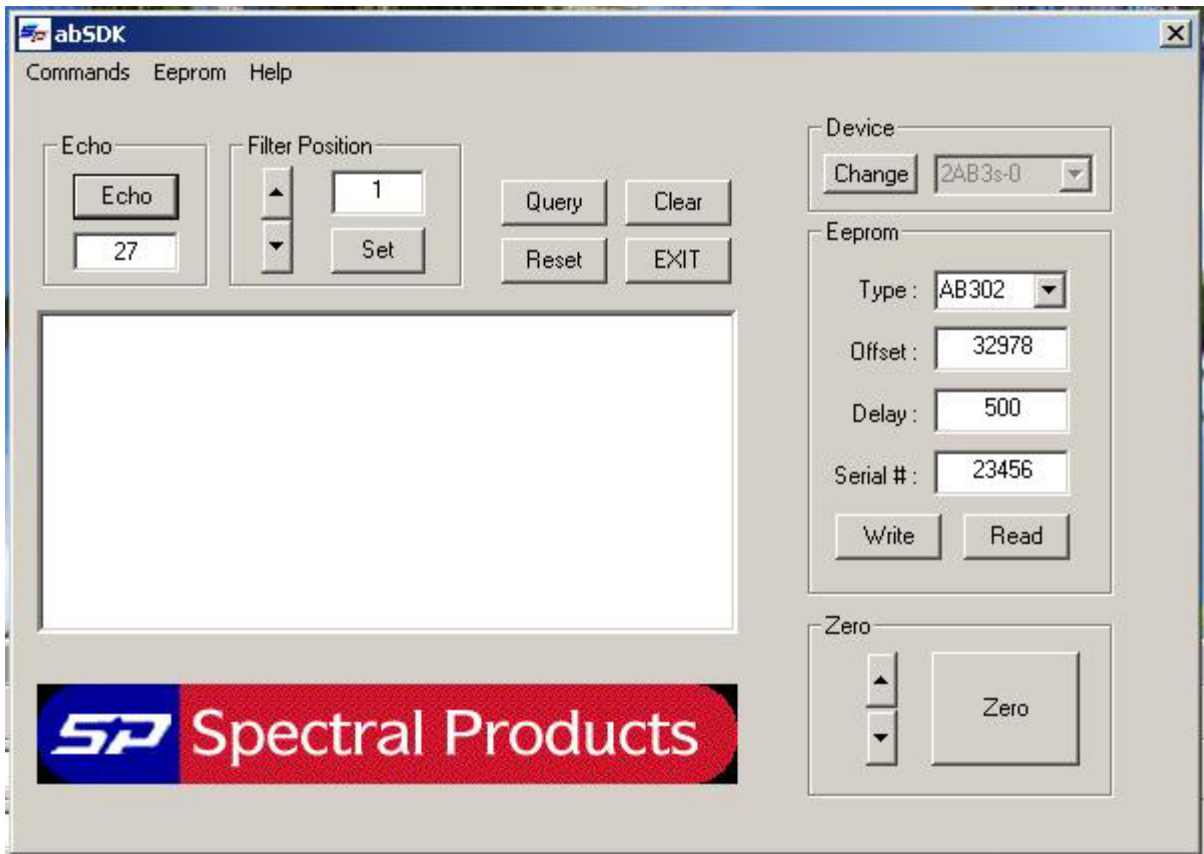 abSDK
Commands Eeprom Help
Echo
Echo
27
Filter Position
1
Set
Query
Clear
Reset
EXIT
Device
Change
2AB3s-0
Eeprom
Type : AB302
Offset : 32978
Delay : 500
Serial # : 23456
Write
Read
Zero
Zero
SP Spectral Products